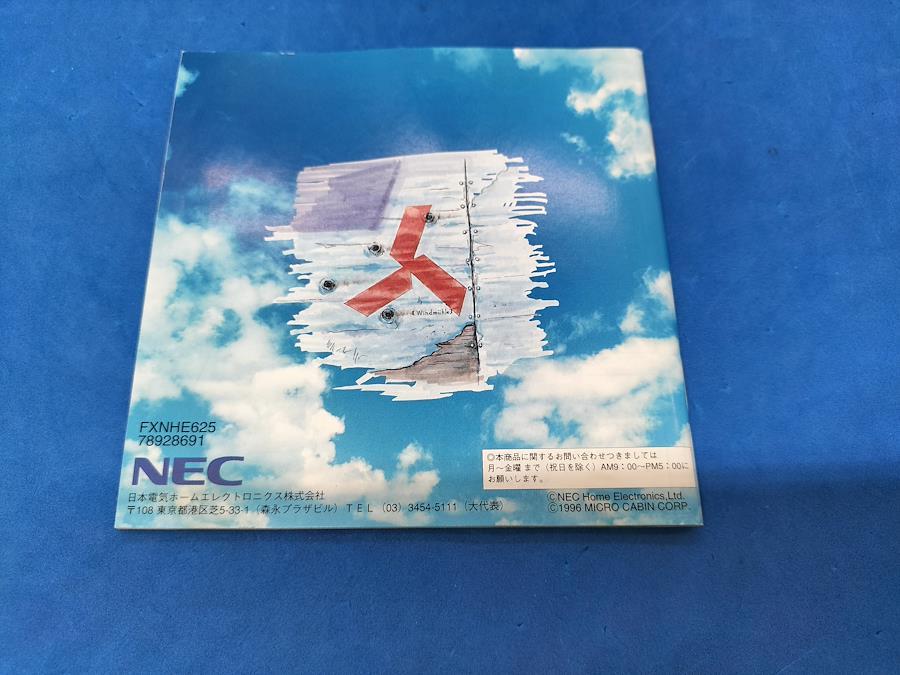 《Windmühle》
FXNHE625
78928691
NEC
日本電気ホームエレクトロニクス株式会社
〒108 東京都港区芝5-33-1（森永プラザビル）TEL（03）3454-5111（大代表）
◎本商品に関するお問い合わせつきましては
月〜金曜 まで（祝日を除く）AM9：00〜PM5：00に
お願いします。
©NEC Home Electronics,Ltd.
©1996 MICRO CABIN CORP.